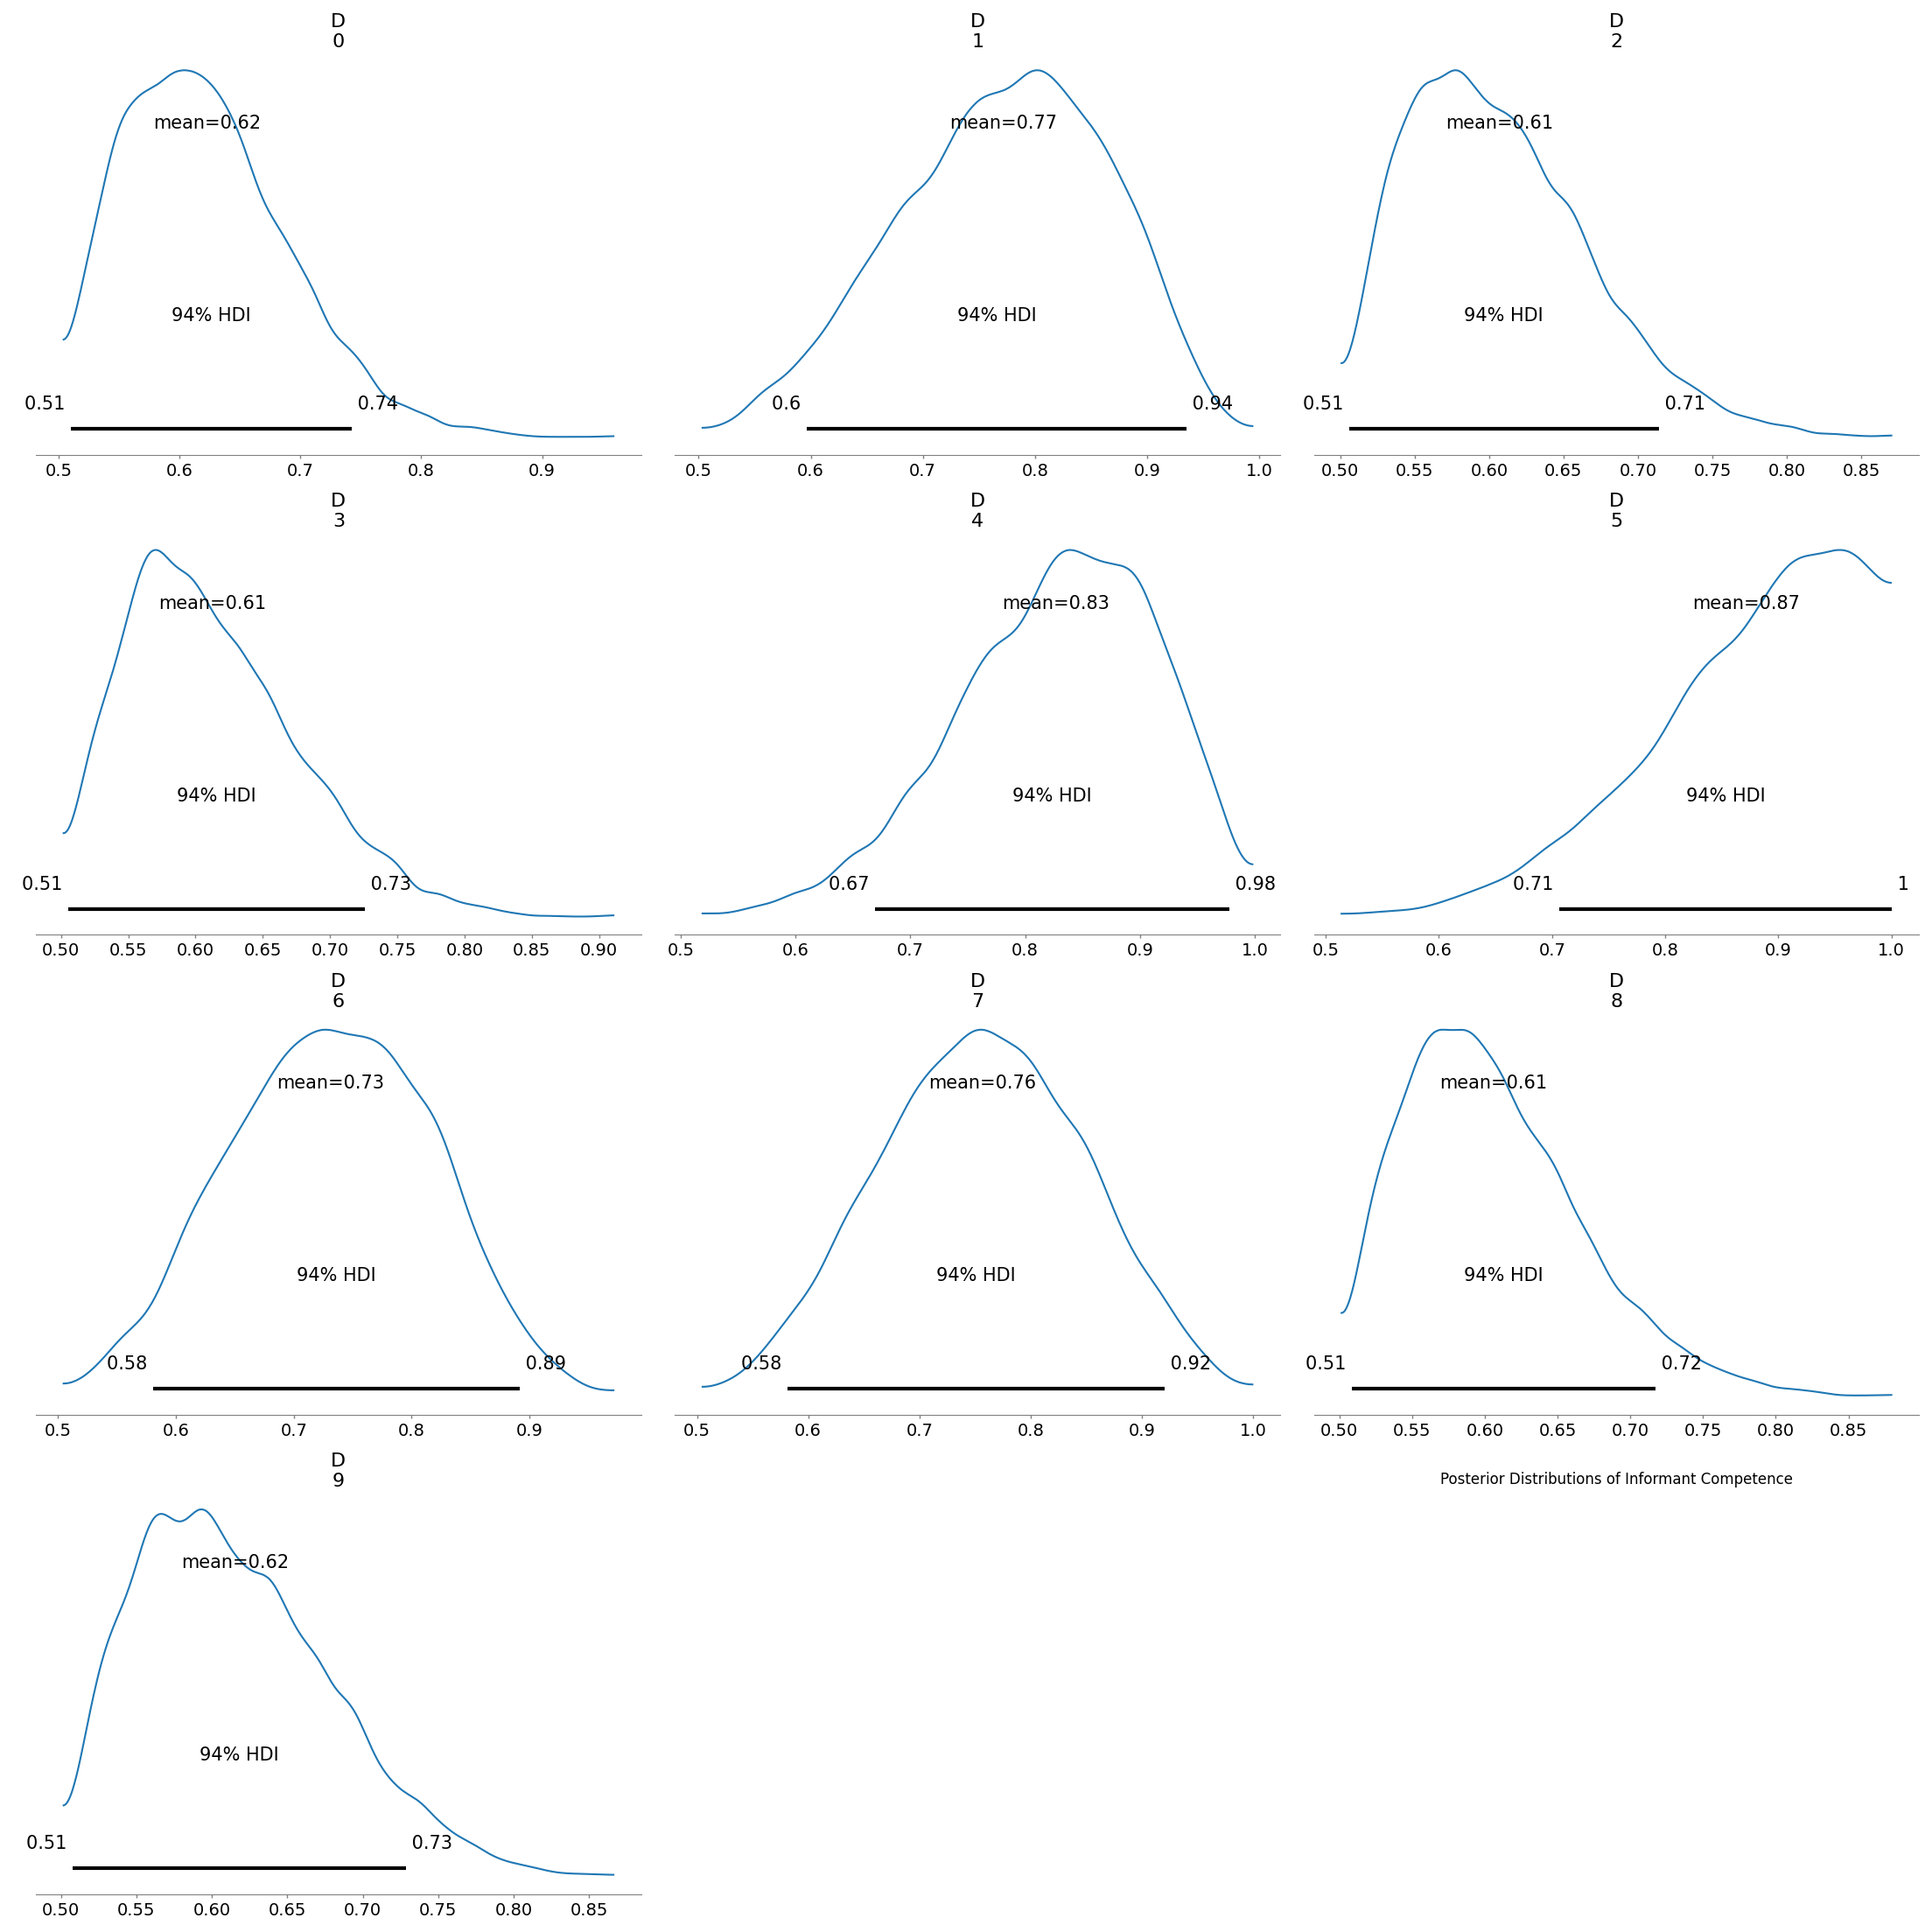 D
0
mean=0.62
94% HDI
0.51
0.74
0.5 0.6 0.7 0.8 0.9
D
1
mean=0.77
94% HDI
0.6
0.94
0.5 0.6 0.7 0.8 0.9 1.0
D
2
mean=0.61
94% HDI
0.51
0.71
0.50 0.55 0.60 0.65 0.70 0.75 0.80 0.85
D
3
mean=0.61
94% HDI
0.51
0.73
0.50 0.55 0.60 0.65 0.70 0.75 0.80 0.85 0.90
D
4
mean=0.83
94% HDI
0.67
0.98
0.5 0.6 0.7 0.8 0.9 1.0
D
5
mean=0.87
94% HDI
0.71
1
0.5 0.6 0.7 0.8 0.9 1.0
D
6
mean=0.73
94% HDI
0.58
0.89
0.5 0.6 0.7 0.8 0.9
D
7
mean=0.76
94% HDI
0.58
0.92
0.5 0.6 0.7 0.8 0.9 1.0
D
8
mean=0.61
94% HDI
0.51
0.72
0.50 0.55 0.60 0.65 0.70 0.75 0.80 0.85
D
9
mean=0.62
94% HDI
0.51
0.73
0.50 0.55 0.60 0.65 0.70 0.75 0.80 0.85
Posterior Distributions of Informant Competence